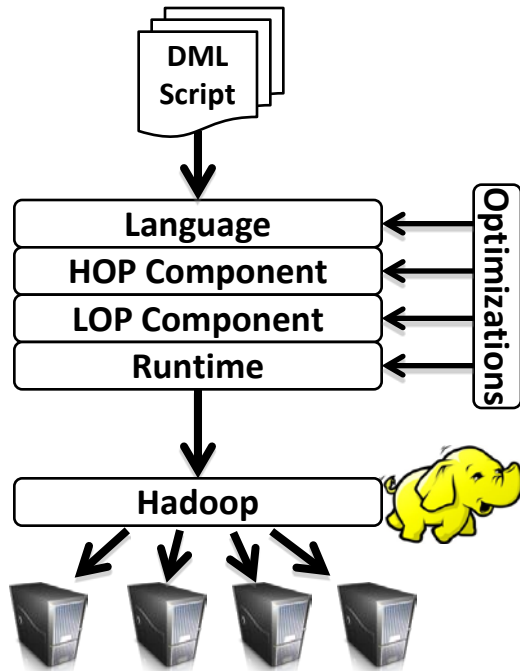 DML
Script
Language
HOP Component
LOP Component
Runtime
Optimizations
Hadoop